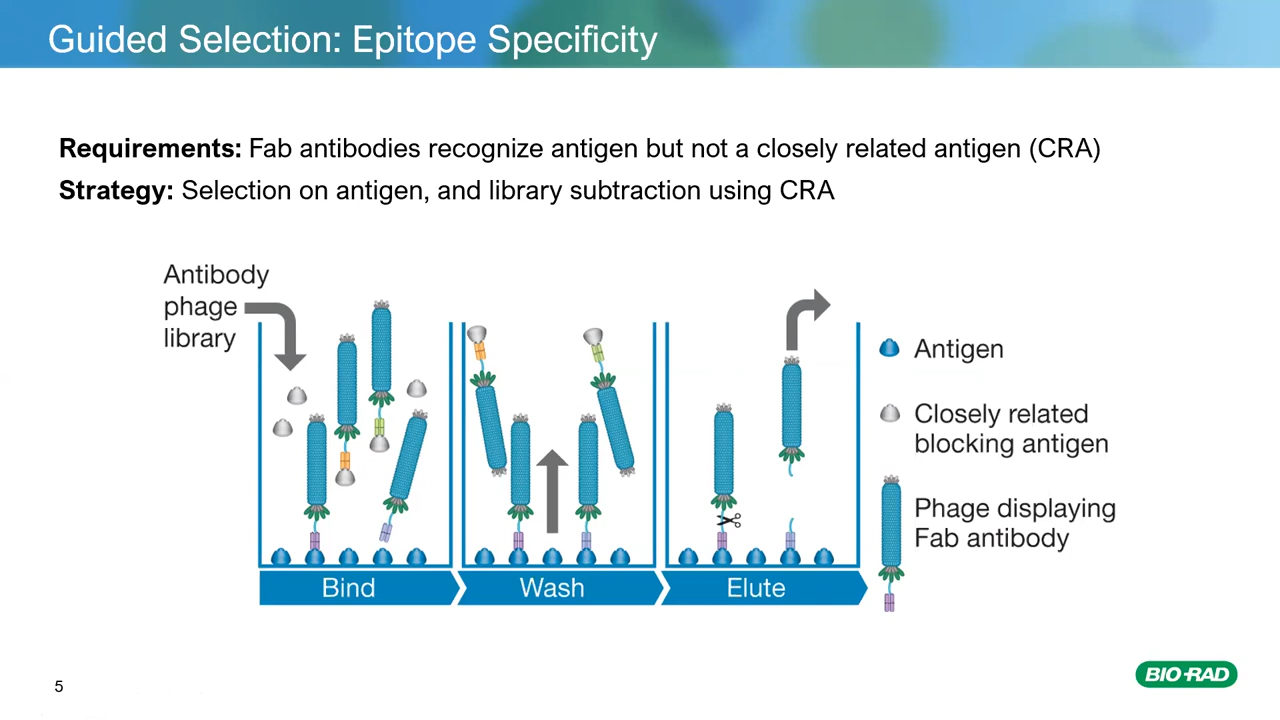 Guided Selection: Epitope Specificity
Requirements: Fab antibodies recognize antigen but not a closely related antigen (CRA)
Strategy: Selection on antigen, and library subtraction using CRA
Antibody
phage
library
Bind
Wash
Elute
Antigen
Closely related
blocking antigen
Phage displaying
Fab antibody
5
BIO-RAD